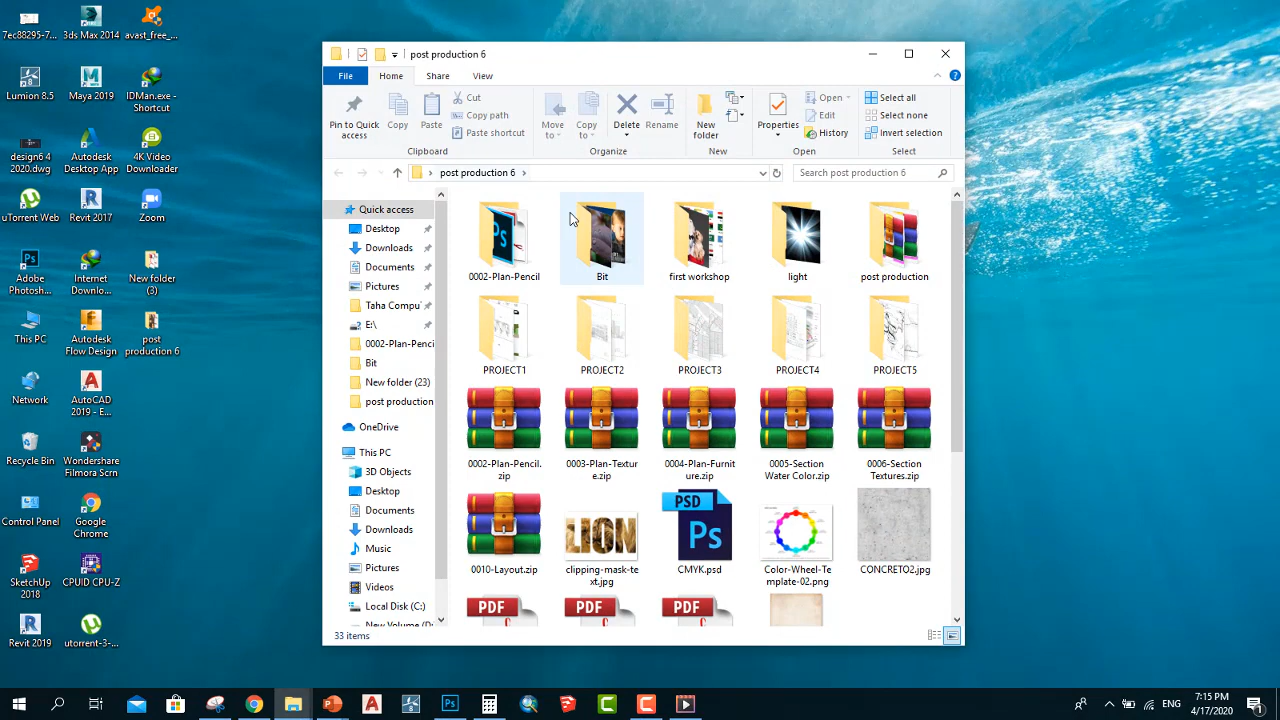 7ec88295-7...
3ds Max 2014
avast_free_...
Lumion 8.5
Maya 2019
IDMan.exe -
Shortcut
design6 4
2020.dwg
Autodesk
Desktop App
4K Video
Downloader
uTorrent Web
Revit 2017
Zoom
Adobe
Photosh...
Internet
Downlo...
New folder
(3)
This PC
Autodesk
Flow Design
post
production 6
Network
AutoCAD
2019 - E...
Recycle Bin
Wondershare
Filmora Scrn
Control Panel
Google
Chrome
SketchUp
2018
CPUID CPU-Z
Revit 2019
utorrent-3-...
post production 6
File
Home
Share
View
Pin to Quick
access
Copy
Paste
Cut
Copy path
Paste shortcut
Clipboard
Move
to
Copy
to
Delete
Rename
Organize
New
folder
New
Properties
Open
Edit
History
Open
Select all
Select none
Invert selection
Select
post production 6
Search post production 6
Quick access
Desktop
Downloads
Documents
Pictures
Taha Compu
E:\
0002-Plan-Penci
Bit
New folder (23)
post production
OneDrive
This PC
3D Objects
Desktop
Documents
Downloads
Music
Pictures
Videos
Local Disk (C:)
New Volume (D:
0002-Plan-Pencil
Bit
first workshop
light
post production
PROJECT1
PROJECT2
PROJECT3
PROJECT4
PROJECT5
0002-Plan-Pencil.
zip
0003-Plan-Textur
e.zip
0004-Plan-Furnit
ure.zip
0005-Section
Water Color.zip
0006-Section
Textures.zip
0010-Layout.zip
LION
clipping-mask-te
xt.jpg
PSD
Ps
CMYK.psd
Color-Wheel-Te
mplate-02.png
CONCRETO2.jpg
PDF
PDF
PDF
33 items
7:15 PM
4/17/2020